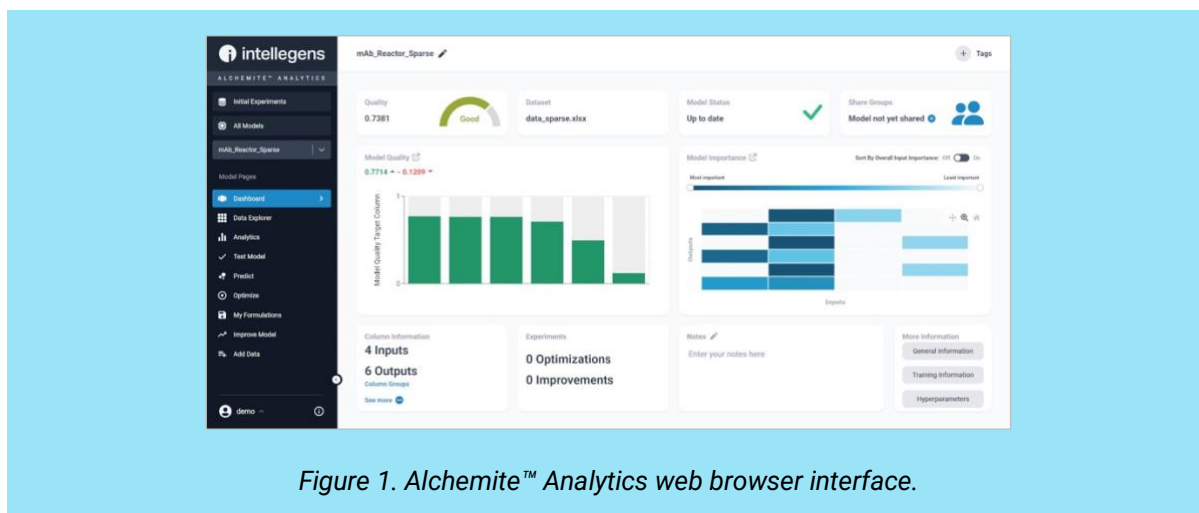 intellegens
ALCHEMITE™ ANALYTICS
Initial Experiments
All Models
mAb_Reactor_Sparse
Model Pages
Dashboard
Data Explorer
Analytics
Test Model
Predict
Optimize
My Formulations
Improve Model
Add Data
demo
mAb_Reactor_Sparse
Tags
Quality
0.7381
Good
Dataset
data_sparse.xlsx
Model Status
Up to date
Share Groups
Model not yet shared
Model Quality
0.7714 - 0.1209
Model Quality Target Column
1
0
Model Importance
Sort By Overall Input Importance: Off On
Most important Least important
Outputs
Inputs
Column Information
4 Inputs
6 Outputs
Column Groups
See more
Experiments
0 Optimizations
0 Improvements
Notes
Enter your notes here
More Information
General Information
Training Information
Hyperparameters
Figure 1. Alchemite™ Analytics web browser interface.